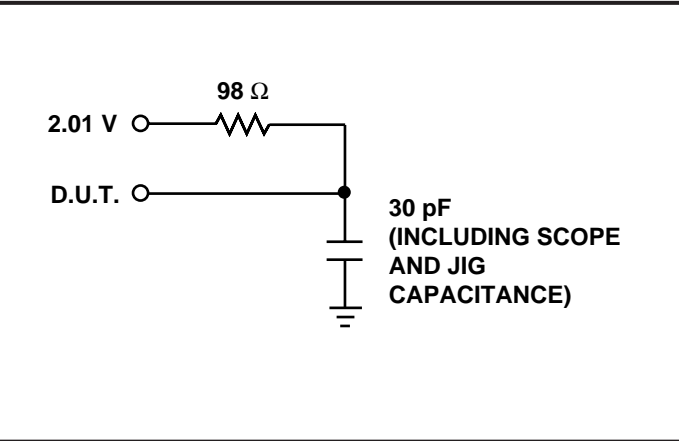 98 Ω
2.01 V
D.U.T.
30 pF
(INCLUDING SCOPE
AND JIG
CAPACITANCE)